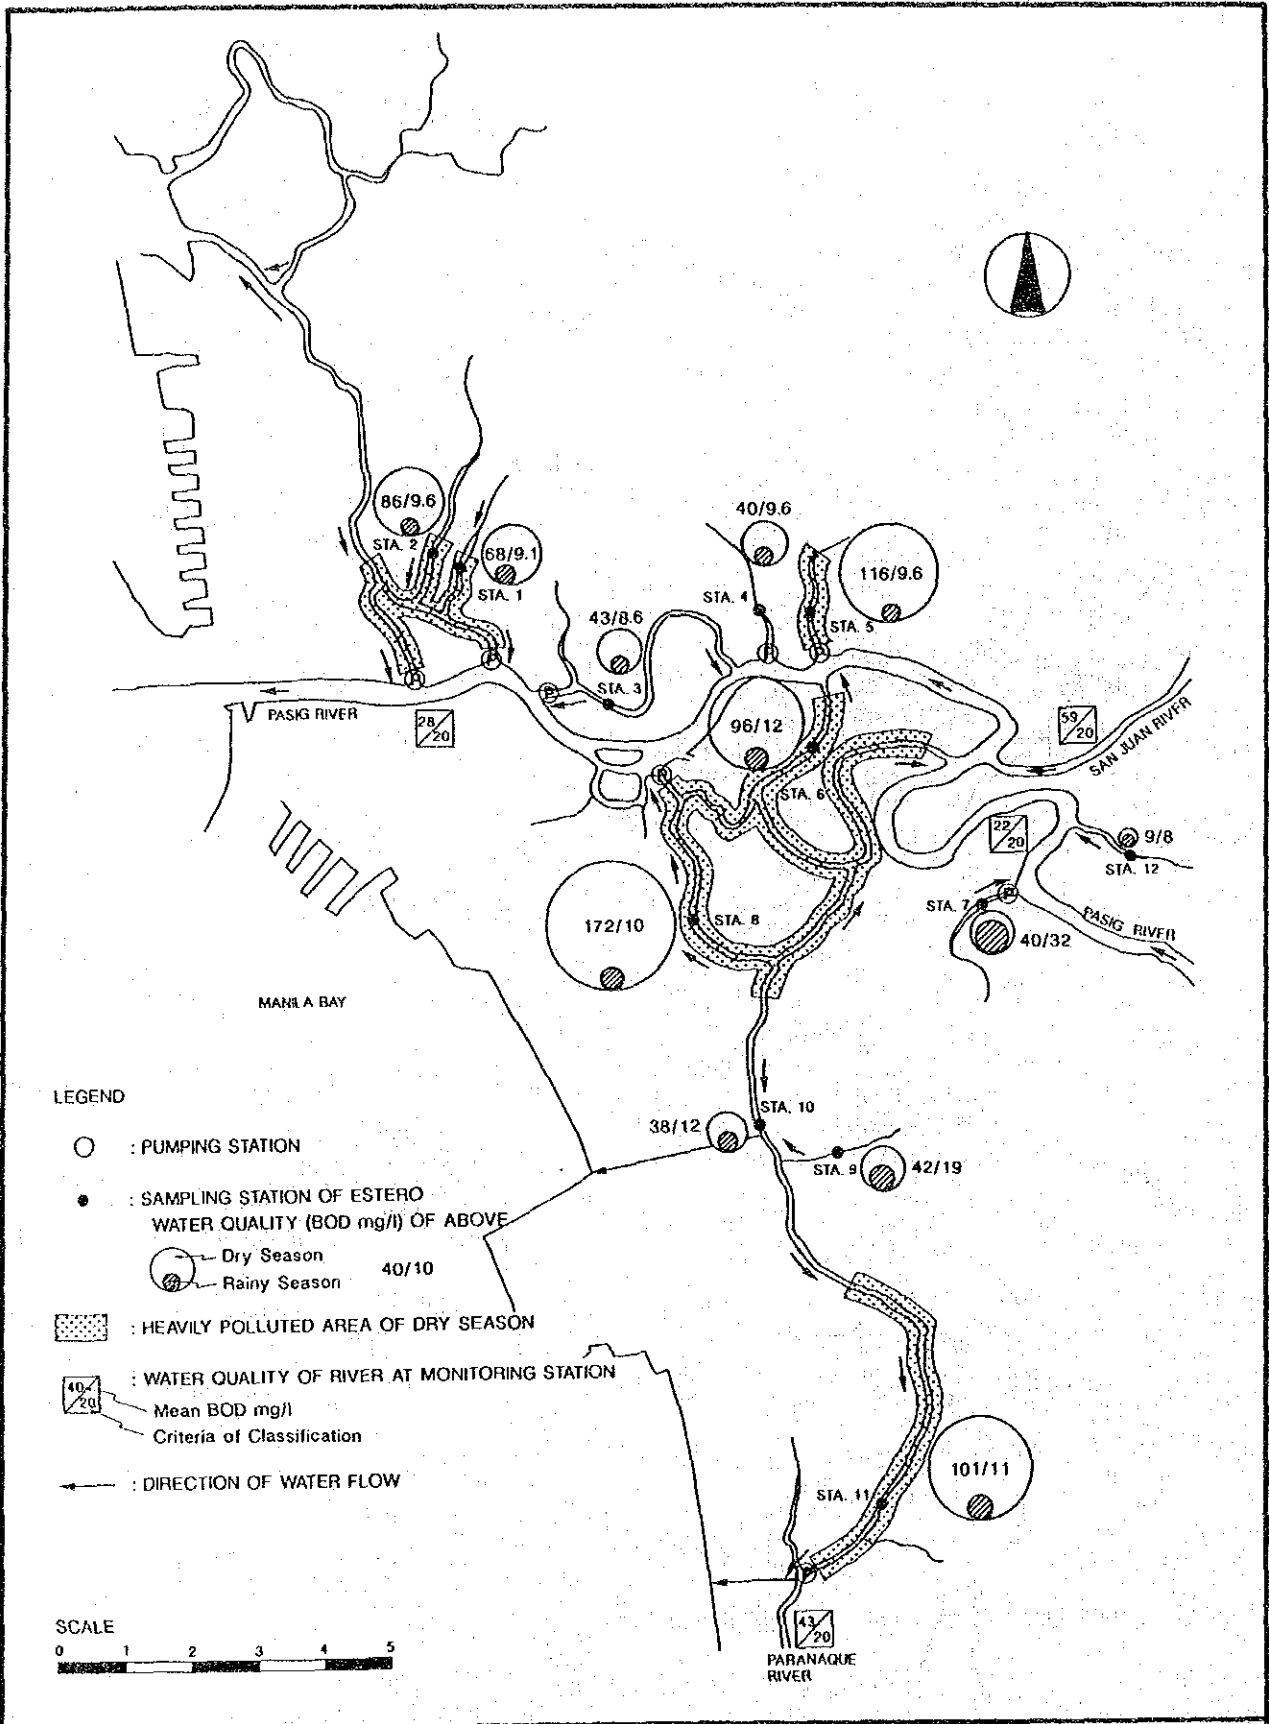 86/9.6
STA. 2
68/9.1
STA. 1
40/9.6
STA. 4
116/9.6
STA. 5
43/8.6
STA. 3
PASIG RIVER
28/20
96/12
STA. 6
59/20
SAN JUAN RIVER
22/20
9/8
STA. 12
STA. 7
40/32
PASIG RIVER
172/10
STA. 8
MANILA BAY
STA. 10
38/12
STA. 9
42/19
STA. 11
101/11
43/20
PARANAQUE
RIVER
LEGEND
: PUMPING STATION
: SAMPLING STATION OF ESTERO
WATER QUALITY (BOD mg/l) OF ABOVE
Dry Season
Rainy Season
40/10
: HEAVILY POLLUTED AREA OF DRY SEASON
: WATER QUALITY OF RIVER AT MONITORING STATION
40/20
Mean BOD mg/l
Criteria of Classification
: DIRECTION OF WATER FLOW
SCALE
0 1 2 3 4 5